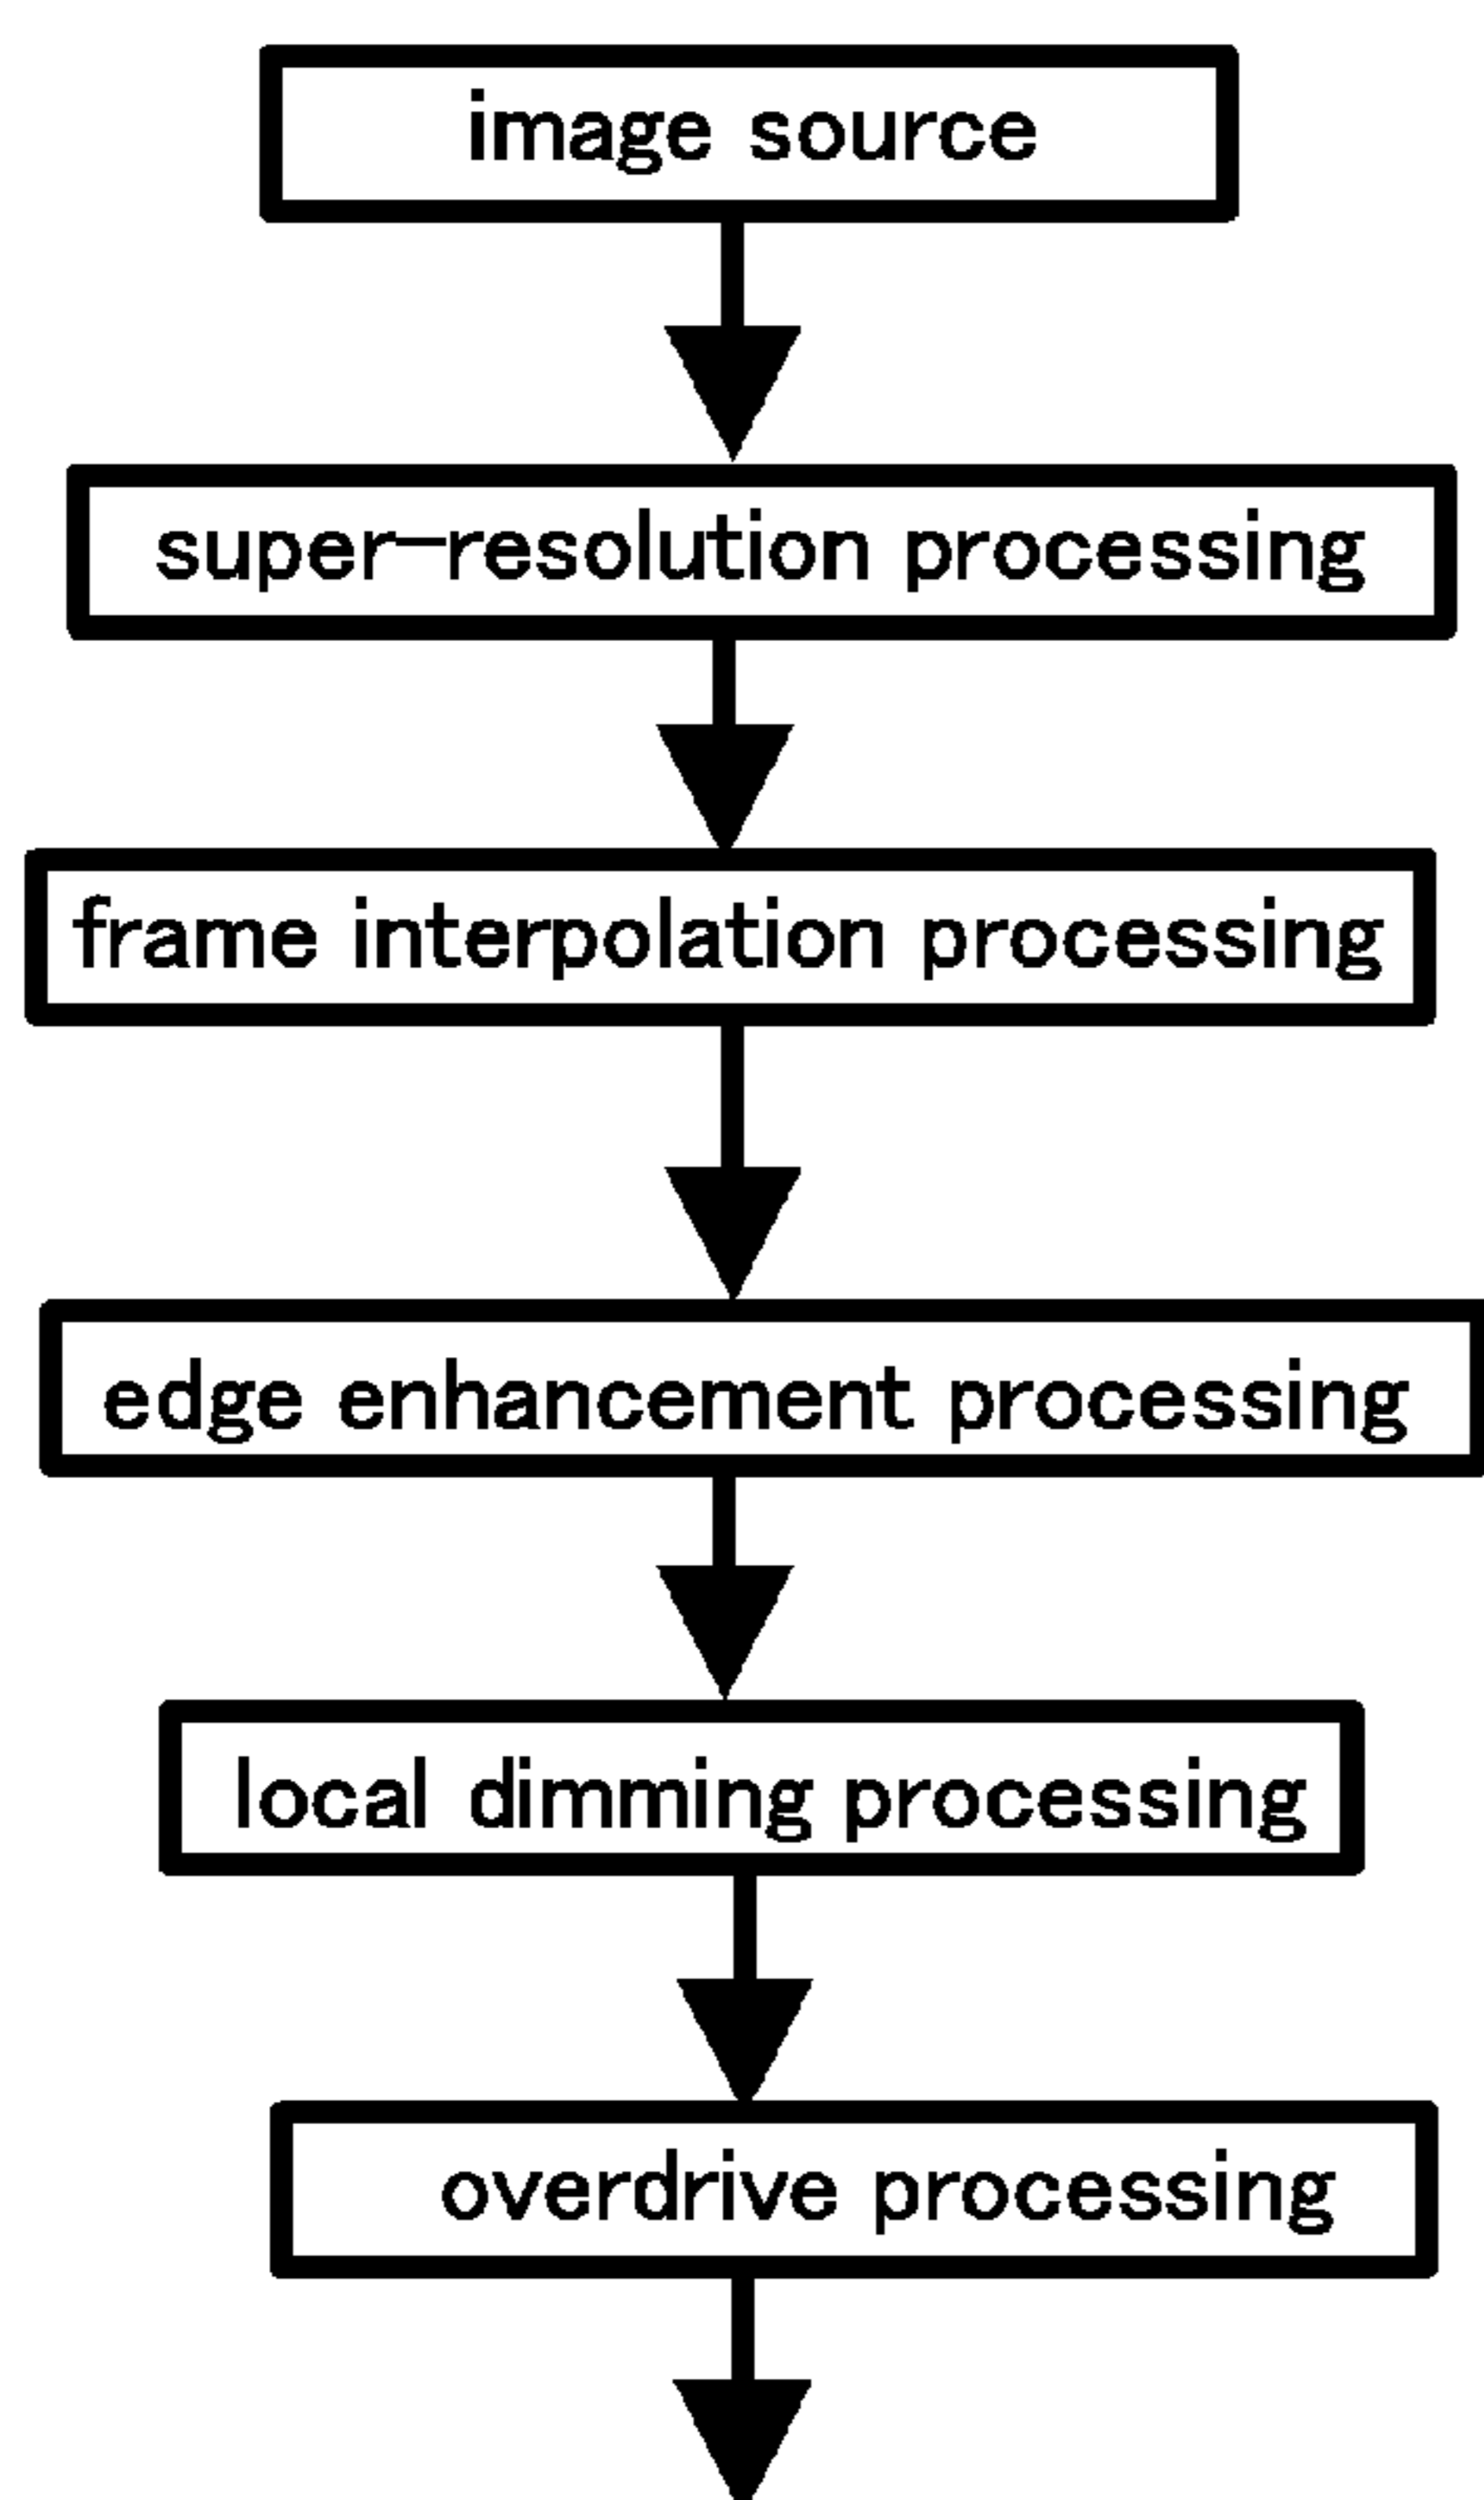 image source
super-resolution processing
frame interpolation processing
edge enhancement processing
local dimming processing
overdrive processing